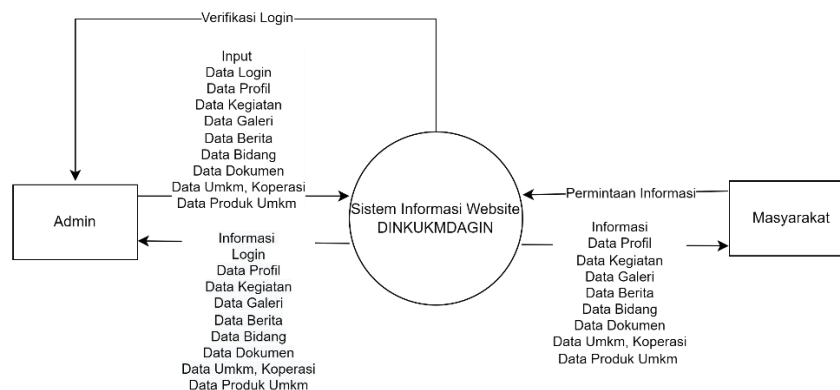 Verifikasi Login
Input
Data Login
Data Profil
Data Kegiatan
Data Galeri
Data Berita
Data Bidang
Data Dokumen
Data Umkm, Koperasi
Data Produk Umkm
Admin
Sistem Informasi Website
DINKUKMDAGIN
Permintaan Informasi
Masyarakat
Informasi
Login
Data Profil
Data Kegiatan
Data Galeri
Data Berita
Data Bidang
Data Dokumen
Data Umkm, Koperasi
Data Produk Umkm
Informasi
Data Profil
Data Kegiatan
Data Galeri
Data Berita
Data Bidang
Data Dokumen
Data Umkm, Koperasi
Data Produk Umkm